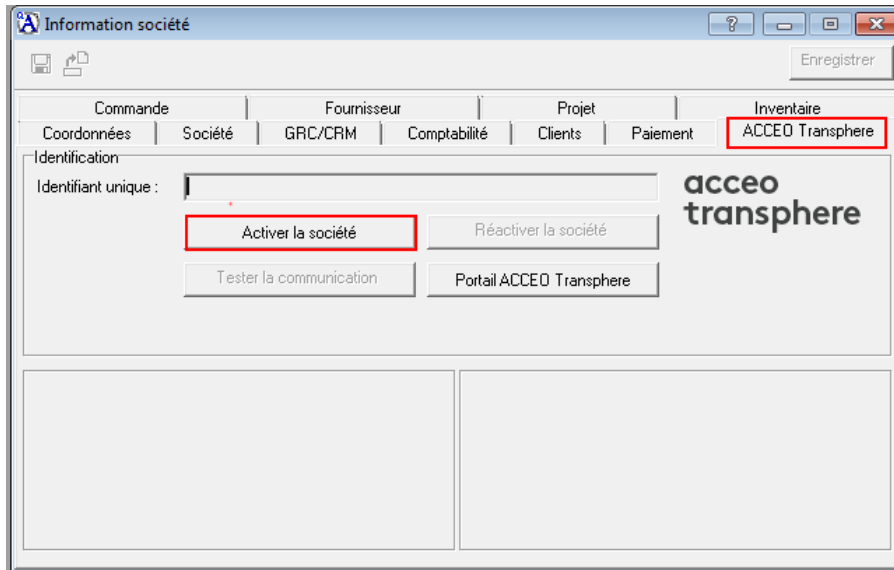 Information société
Enregistrer
Commande Fournisseur Projet Inventaire
Coordonnées Société GRC/CRM Comptabilité Clients Paiement ACCEO Transphere
Identification
Identifiant unique :
acceo
transphere
Activer la société Réactiver la société
Tester la communication Portail ACCEO Transphere